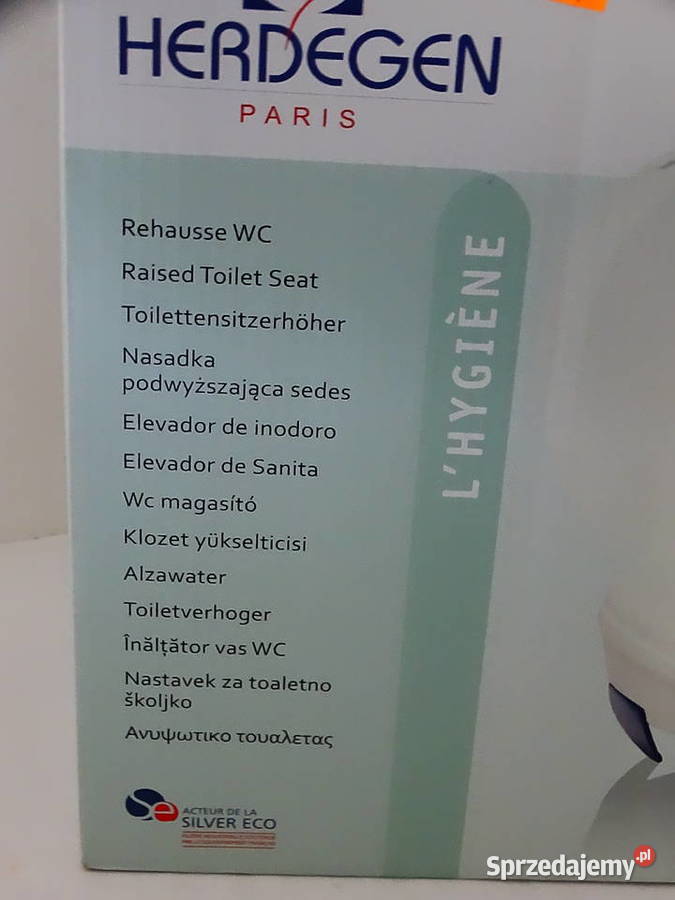 HERDEGEN
PARIS
L'HYGIÈNE
Rehausse WC
Raised Toilet Seat
Toilettensitzerhöher
Nasadka
podwyższająca sedes
Elevador de inodoro
Elevador de Sanita
Wc magasító
Klozet yükselticisi
Alzawater
Toiletverhoger
Înălțător vas WC
Nastavek za toaletno
školjko
Ανυψωτικο τουαλετας
Se
ACTEUR DE LA
SILVER ECO
Sprzedajemy.pl